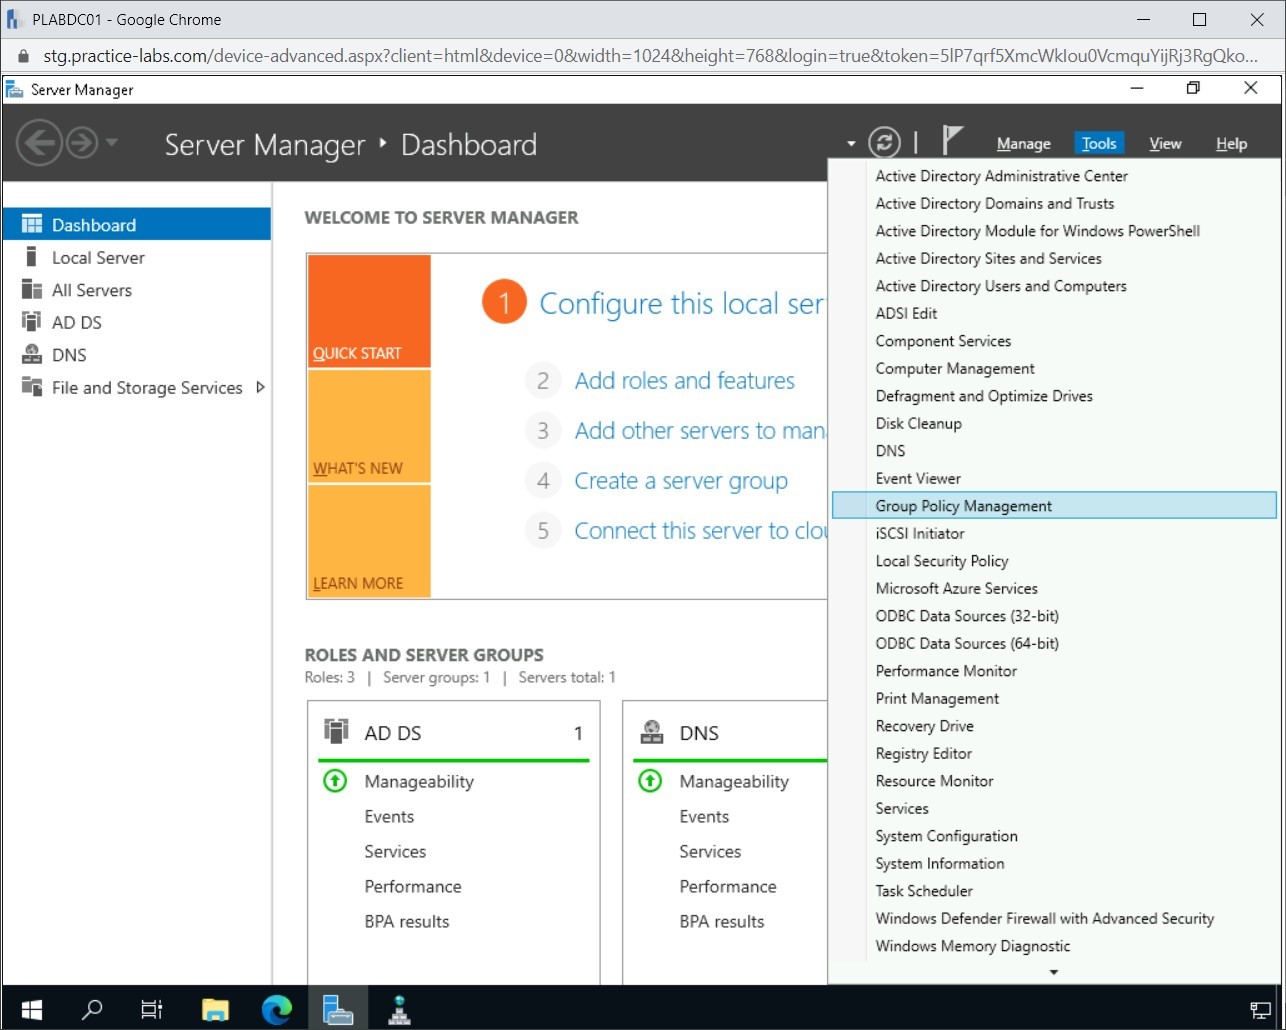 PLABDC01 - Google Chrome
stg.practice-labs.com/device-advanced.aspx?client=html&device=0&width=1024&height=768&login=true&token=5lP7qrf5XmcWkIou0VcmquYijRj3RgQko...
Server Manager
Server Manager
Dashboard
Manage
Tools
View
Help
Dashboard
Local Server
All Servers
AD DS
DNS
File and Storage Services
WELCOME TO SERVER MANAGER
QUICK START
WHAT'S NEW
LEARN MORE
1 Configure this local ser
2 Add roles and features
3 Add other servers to man
4 Create a server group
5 Connect this server to clou
ROLES AND SERVER GROUPS
Roles: 3 | Server groups: 1 | Servers total: 1
AD DS 1
Manageability
Events
Services
Performance
BPA results
DNS
Manageability
Events
Services
Performance
BPA results
Active Directory Administrative Center
Active Directory Domains and Trusts
Active Directory Module for Windows PowerShell
Active Directory Sites and Services
Active Directory Users and Computers
ADSI Edit
Component Services
Computer Management
Defragment and Optimize Drives
Disk Cleanup
DNS
Event Viewer
Group Policy Management
iSCSI Initiator
Local Security Policy
Microsoft Azure Services
ODBC Data Sources (32-bit)
ODBC Data Sources (64-bit)
Performance Monitor
Print Management
Recovery Drive
Registry Editor
Resource Monitor
Services
System Configuration
System Information
Task Scheduler
Windows Defender Firewall with Advanced Security
Windows Memory Diagnostic